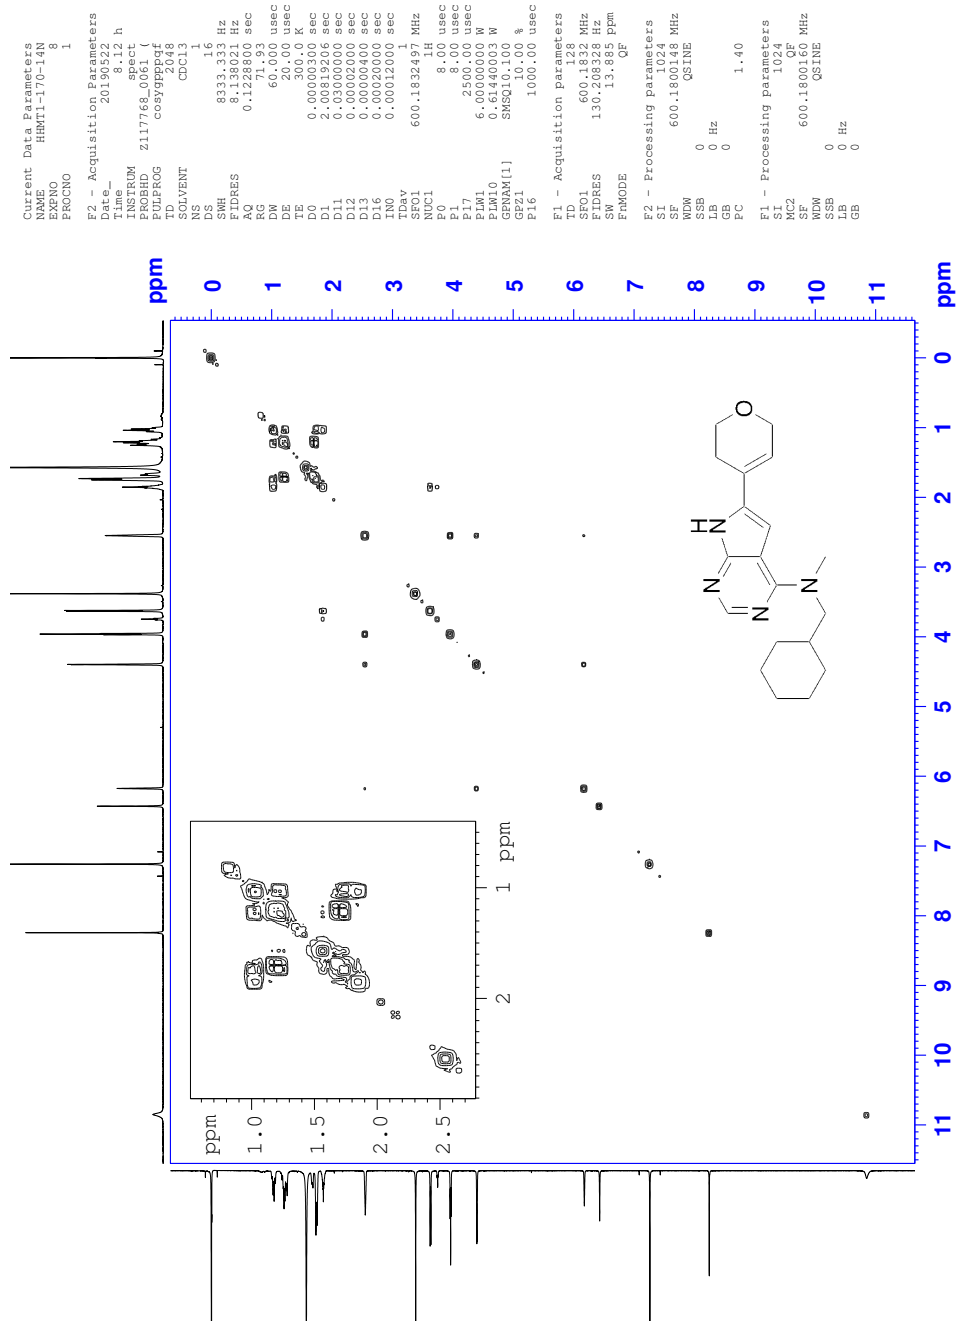 Current Data Parameters
NAME HHMT1-170-14N
EXPNO 8
PROCNO 1
F2 - Acquisition Parameters
Date_ 20190522
Time 8.12 h
INSTRUM spect
PROBHD Z117768_0061 (
PULPROG cosygpppqf
TD 2048
SOLVENT CDCl3
NS 1
DS 16
SWH 8333.333 Hz
FIDRES 8.138021 Hz
AQ 0.1228800 sec
RG 71.93
DW 60.000 usec
DE 20.00 usec
TE 300.0 K
D0 0.00000300 sec
D1 2.00819206 sec
D11 0.03000000 sec
D12 0.00002000 sec
D13 0.00000400 sec
D16 0.00020000 sec
IN0 0.00012000 sec
TDav 1
SFO1 600.1832497 MHz
NUC1 1H
P0 8.00 usec
P1 8.00 usec
P17 2500.00 usec
PLW1 6.00000000 W
PLW10 0.61440003 W
GPNAM[1] SMSQ10.100
GPZ1 10.00 %
P16 1000.00 usec
F1 - Acquisition parameters
TD 128
SFO1 600.1832 MHz
FIDRES 130.208328 Hz
SW 13.885 ppm
FnMODE QF
F2 - Processing parameters
SI 1024
SF 600.1800148 MHz
WDW QSINE
SSB 0
LB 0 Hz
GB 0
PC 1.40
F1 - Processing parameters
SI 1024
MC2 QF
SF 600.1800160 MHz
WDW QSINE
SSB 0
LB 0 Hz
GB 0
ppm
0 1 2 3 4 5 6 7 8 9 10 11
ppm
0 1 2 3 4 5 6 7 8 9 10 11
ppm
1.0 1.5 2.0 2.5
ppm
1
2
O
H
N
N
N
N